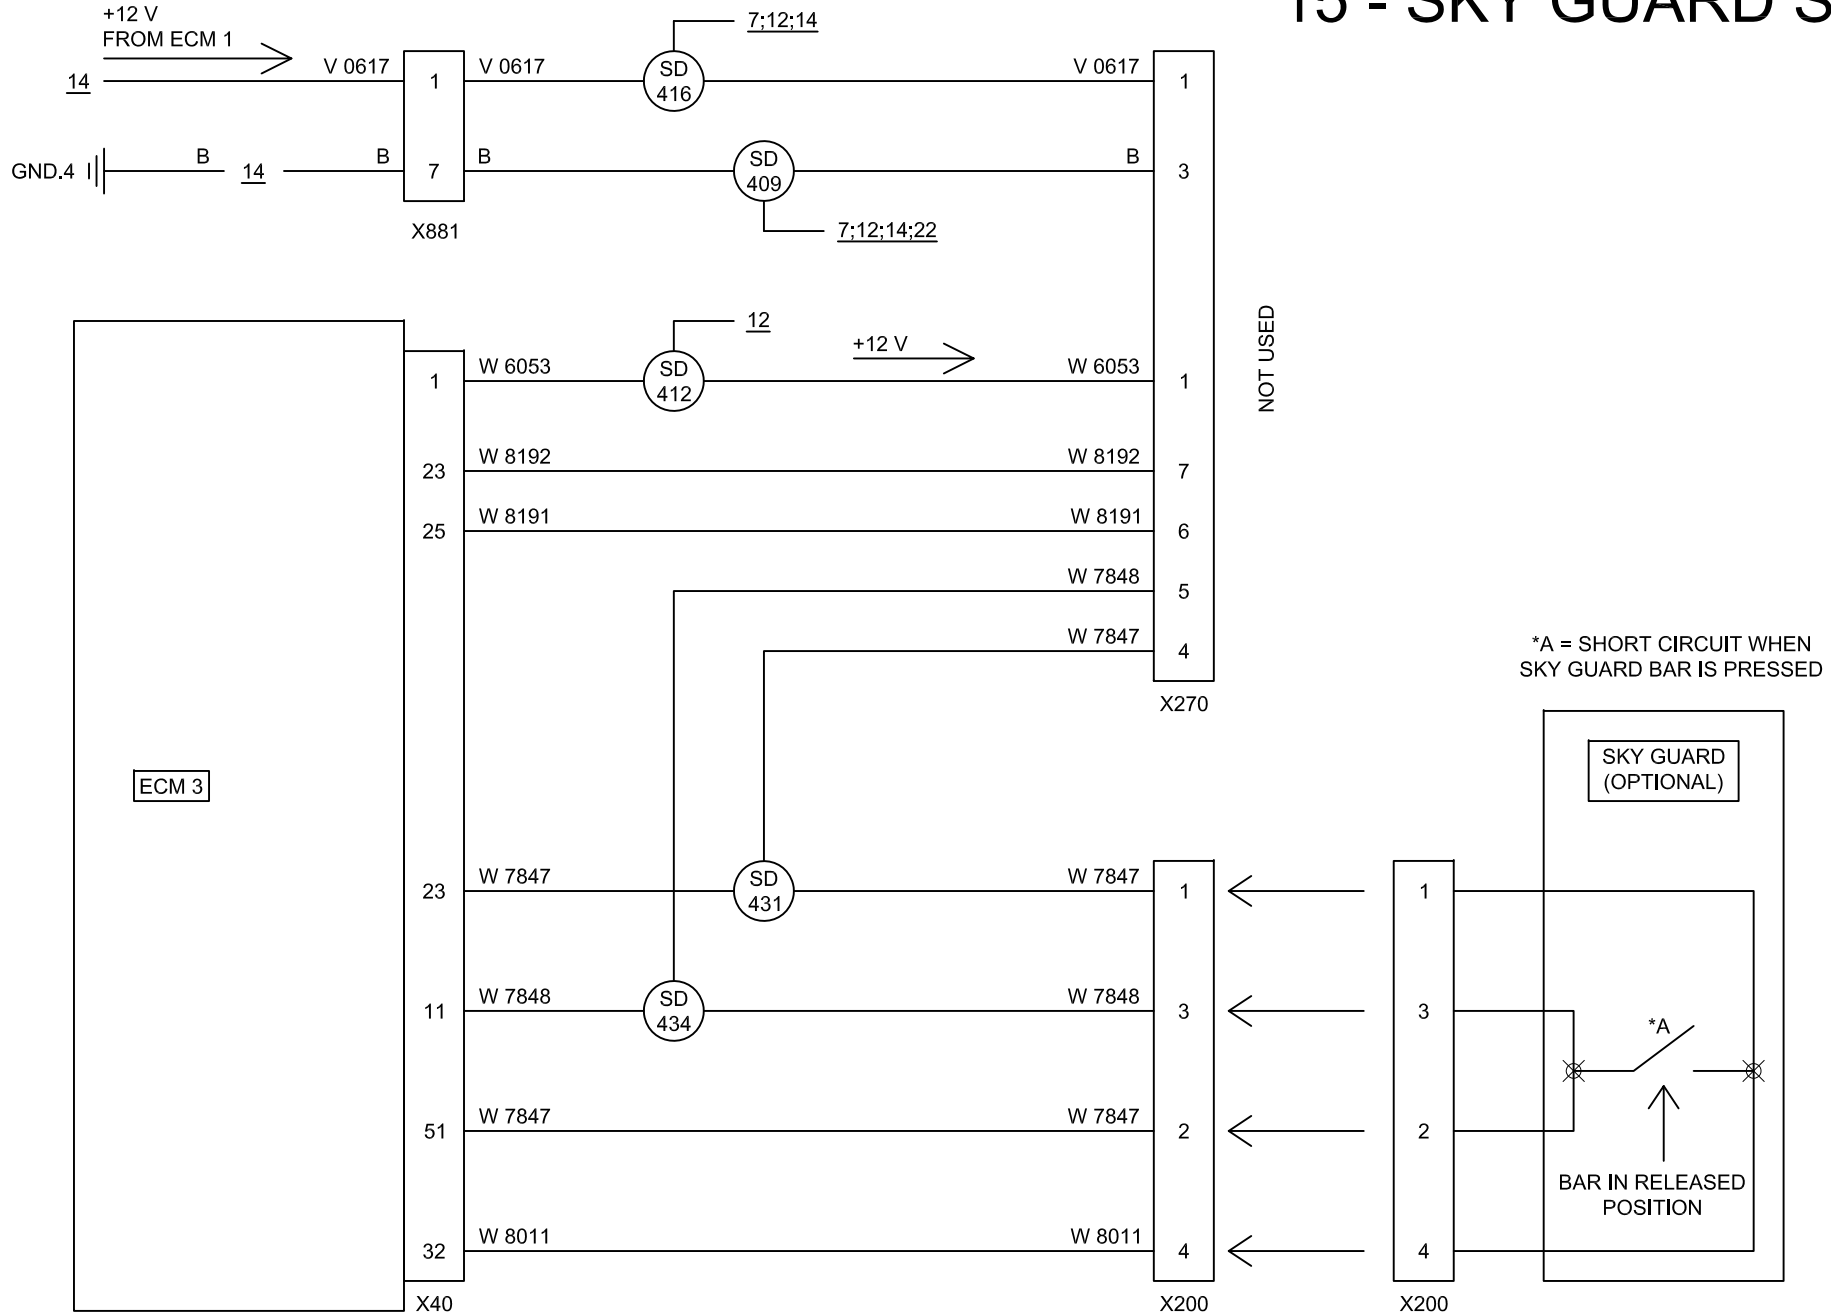 15 - SKY GUARD S
+12 V
FROM ECM 1
7;12;14
14
V 0617
1
V 0617
SD
416
V 0617
1
GND.4
B
14
B
7
B
SD
409
B
3
X881
7;12;14;22
12
+12 V
NOT USED
1
W 6053
SD
412
W 6053
1
23
W 8192
W 8192
7
25
W 8191
W 8191
6
W 7848
5
W 7847
4
X270
*A = SHORT CIRCUIT WHEN
SKY GUARD BAR IS PRESSED
SKY GUARD
(OPTIONAL)
ECM 3
23
W 7847
SD
431
W 7847
1
1
11
W 7848
SD
434
W 7848
3
3
*A
51
W 7847
W 7847
2
2
BAR IN RELEASED
POSITION
32
W 8011
W 8011
4
4
X40
X200
X200